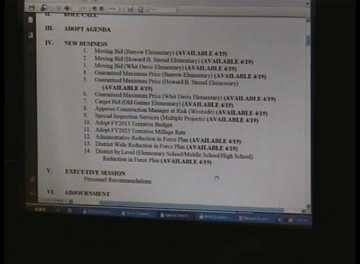 II. ROLL CALL
III. ADOPT AGENDA
IV. NEW BUSINESS
1. Moving Bid (Barrow Elementary) (AVAILABLE 4/19)
2. Moving Bid (Howard B. Stroud Elementary) (AVAILABLE 4/19)
3. Moving Bid (Whit Davis Elementary) (AVAILABLE 4/19)
4. Guaranteed Maximum Price (Barrow Elementary) (AVAILABLE 4/19)
5. Guaranteed Maximum Price (Howard B. Stroud Elementary)
(AVAILABLE 4/19)
6. Guaranteed Maximum Price (Whit Davis Elementary) (AVAILABLE 4/19)
7. Carpet Bid (Old Gaines Elementary) (AVAILABLE 4/19)
8. Approve Construction Manager at Risk (Westside) (AVAILABLE 4/19)
9. Special Inspection Services (Multiple Projects) (AVAILABLE 4/19)
10. Adopt FY2013 Tentative Budget
11. Adopt FY2023 Tentative Millage Rate
12. Administrative Reduction in Force Plan (AVAILABLE 4/19)
13. District Wide Reduction in Force Plan (AVAILABLE 4/19)
14. District by Level (Elementary School/Middle School/High School)
Reduction in Force Plan (AVAILABLE 4/19)
V. EXECUTIVE SESSION
Personnel Recommendations
VI. ADJOURNMENT